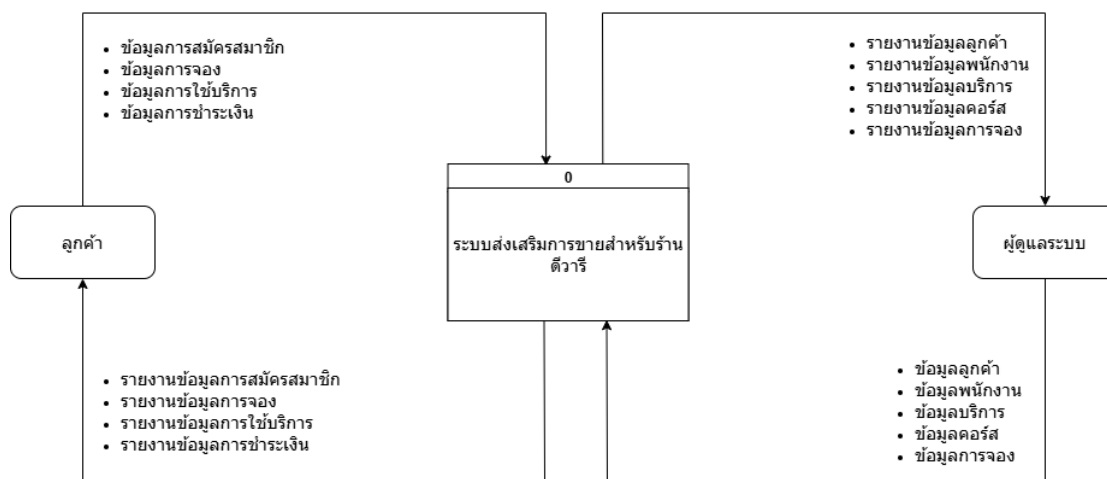 • ข้อมูลการสมัครสมาชิก
• ข้อมูลการจอง
• ข้อมูลการใช้บริการ
• ข้อมูลการชำระเงิน
• รายงานข้อมูลลูกค้า
• รายงานข้อมูลพนักงาน
• รายงานข้อมูลบริการ
• รายงานข้อมูลคอร์ส
• รายงานข้อมูลการจอง
0
ลูกค้า
ระบบส่งเสริมการขายสำหรับร้าน
ดีวารี
ผู้ดูแลระบบ
• รายงานข้อมูลการสมัครสมาชิก
• รายงานข้อมูลการจอง
• รายงานข้อมูลการใช้บริการ
• รายงานข้อมูลการชำระเงิน
• ข้อมูลลูกค้า
• ข้อมูลพนักงาน
• ข้อมูลบริการ
• ข้อมูลคอร์ส
• ข้อมูลการจอง